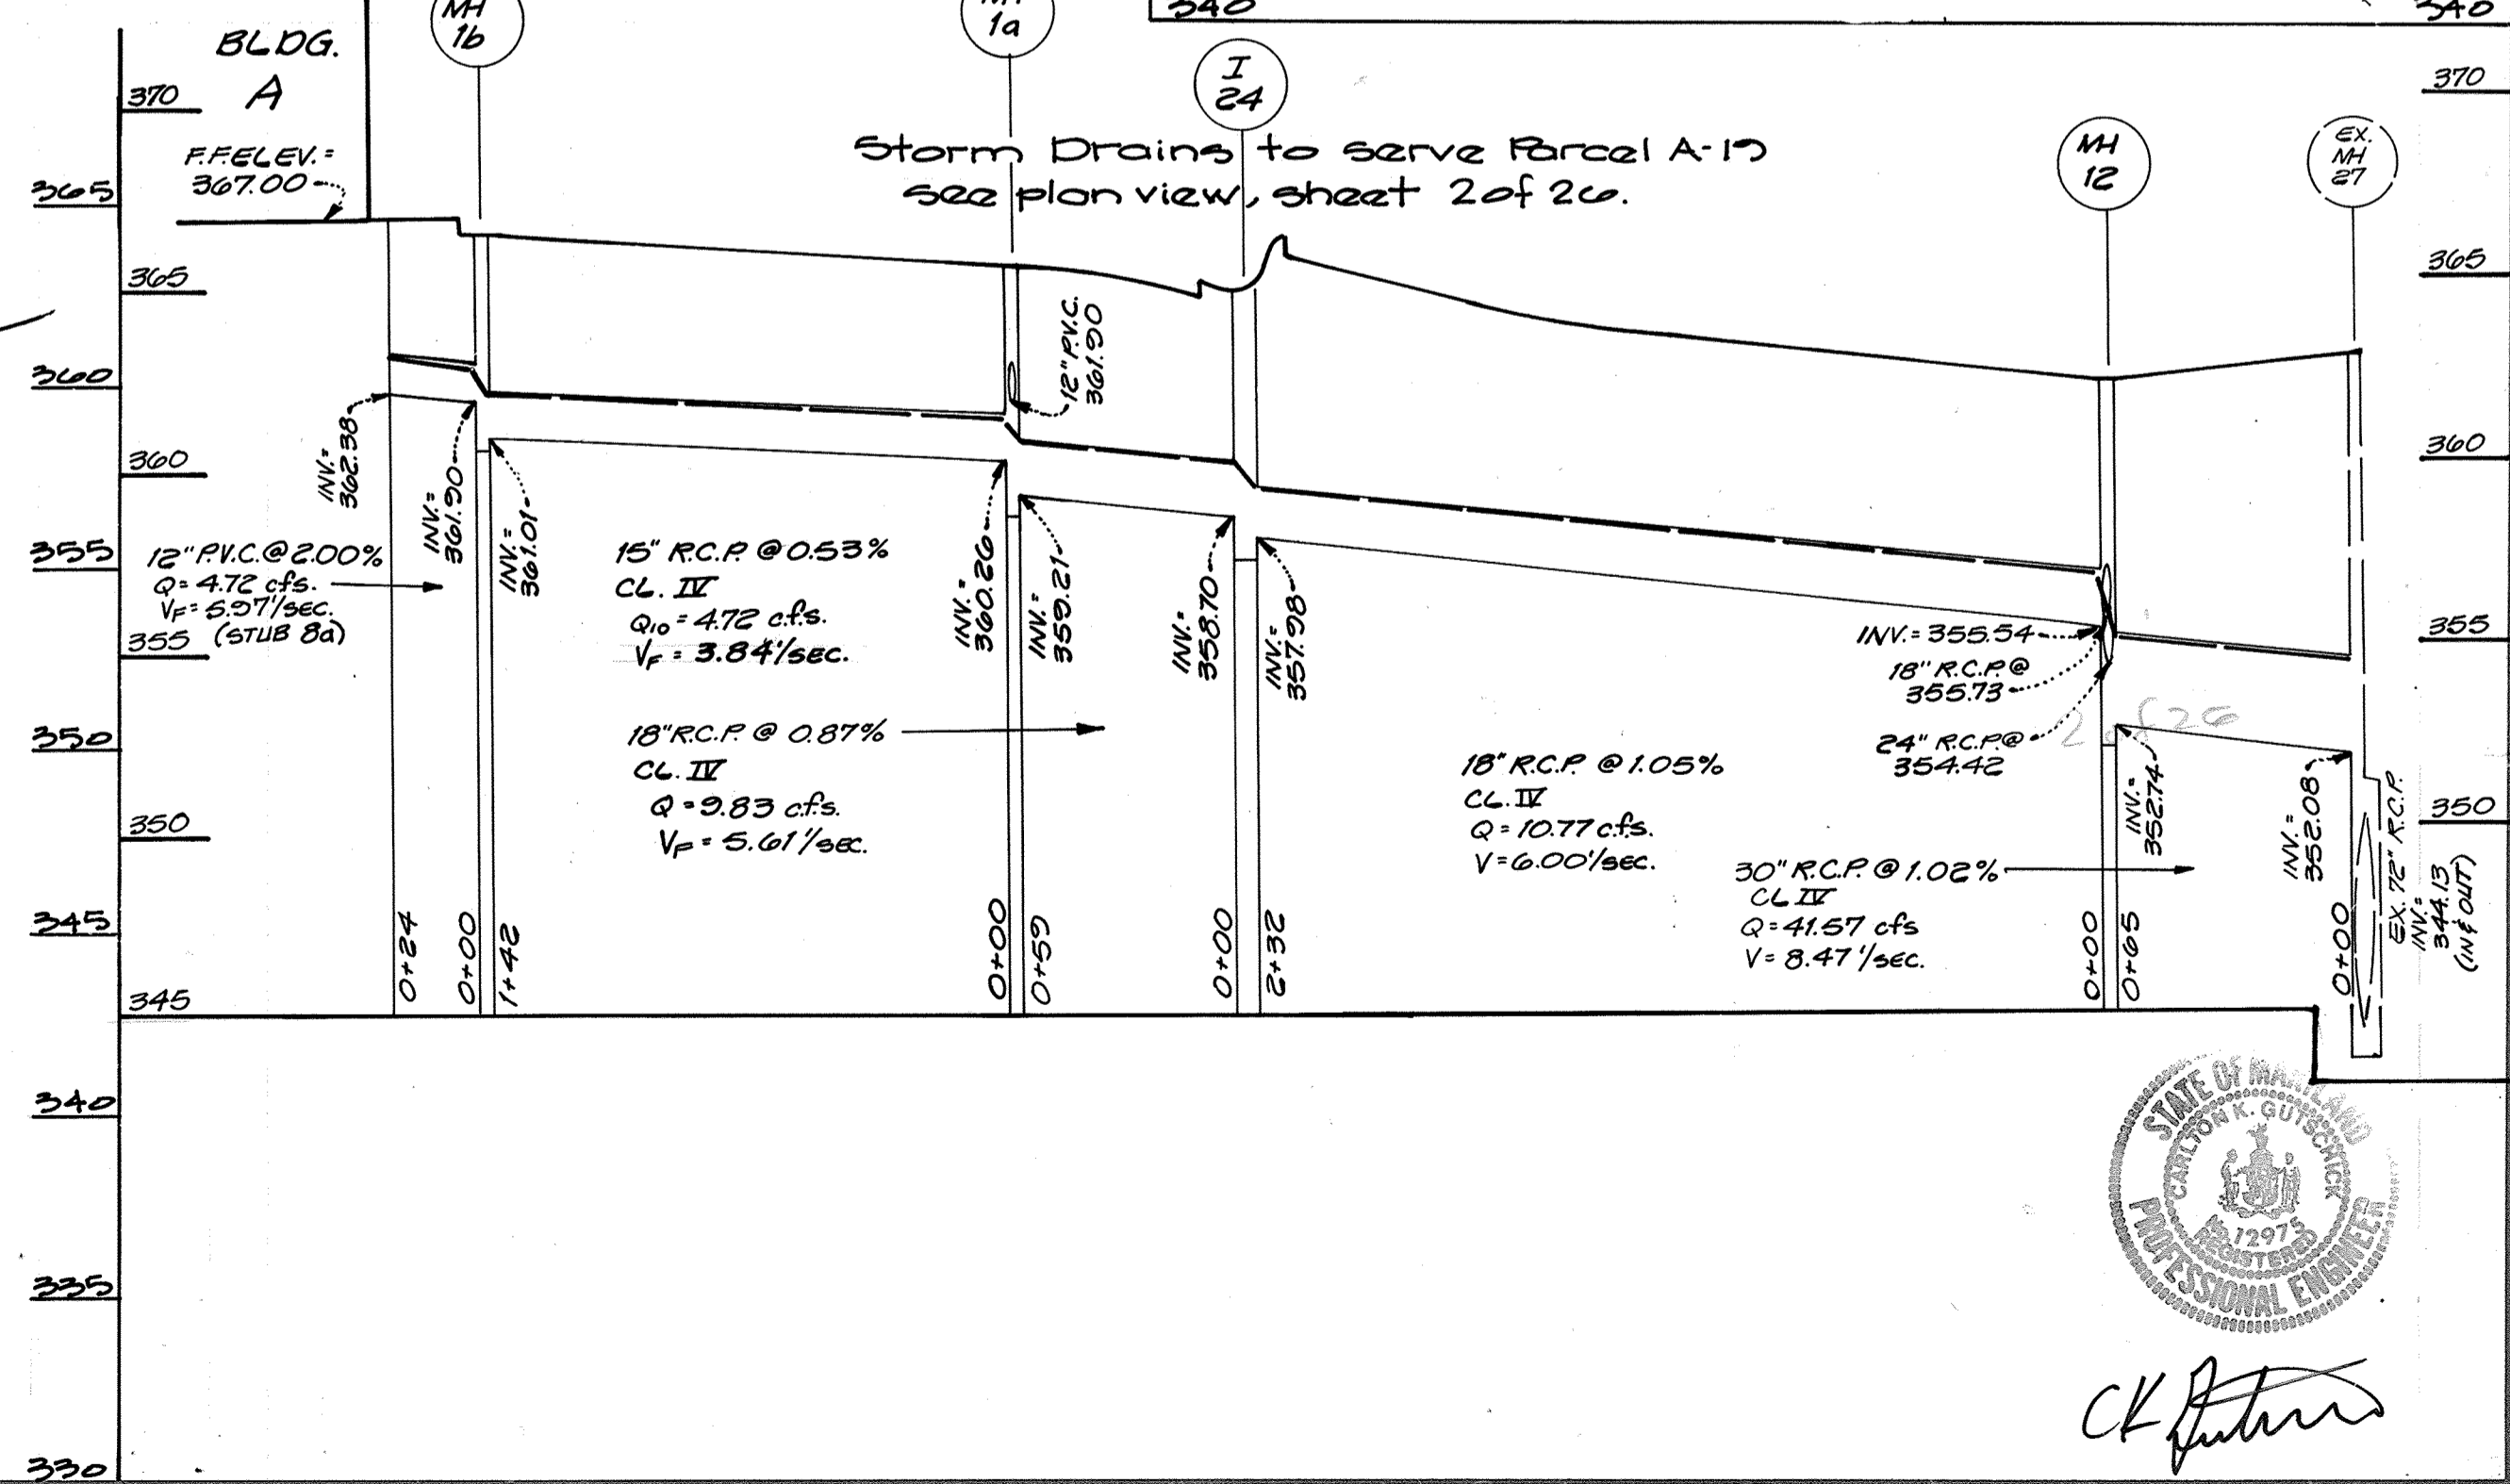 MH
1b
1a
340
340
BLDG.
A
I
24
370
370
F.F.ELEV.=
367.00
Storm Drains to serve Parcel A-19
see plan view, sheet 2 of 26.
MH
12
EX.
MH
27
365
365
365
12" P.V.C.
361.90
360
360
360
INV.=
362.38
INV.=
361.90
INV.=
361.01
355
12" P.V.C. @ 2.00%
Q = 4.72 cfs.
VF = 5.97'/SEC.
(STUB 8a)
355
355
15" R.C.P. @ 0.53%
CL. IV
Q10 = 4.72 c.f.s.
VF = 3.84'/SEC.
INV.=
360.26
INV.=
359.21
INV.=
358.70
INV.=
357.98
INV.= 355.54
18" R.C.P. @
355.73
24" R.C.P. @
354.42
2 of 26
350
350
350
18" R.C.P. @ 0.87%
CL. IV
Q = 9.83 c.f.s.
VF = 5.61'/sec.
18" R.C.P. @ 1.05%
CL. IV
Q = 10.77 c.f.s.
V = 6.00'/sec.
30" R.C.P. @ 1.02%
CL IV
Q = 41.57 cfs
V = 8.47'/sec.
INV.=
352.74
INV.=
352.08
EX. 72" R.C.P.
INV.=
344.13
(IN & OUT)
345
345
0+24
0+00
1+42
0+00
0+59
0+00
2+32
0+00
0+65
0+00
340
335
330
STATE OF MARYLAND
CARLTON K. GUTSCHICK
No. 12975
REGISTERED
PROFESSIONAL ENGINEER